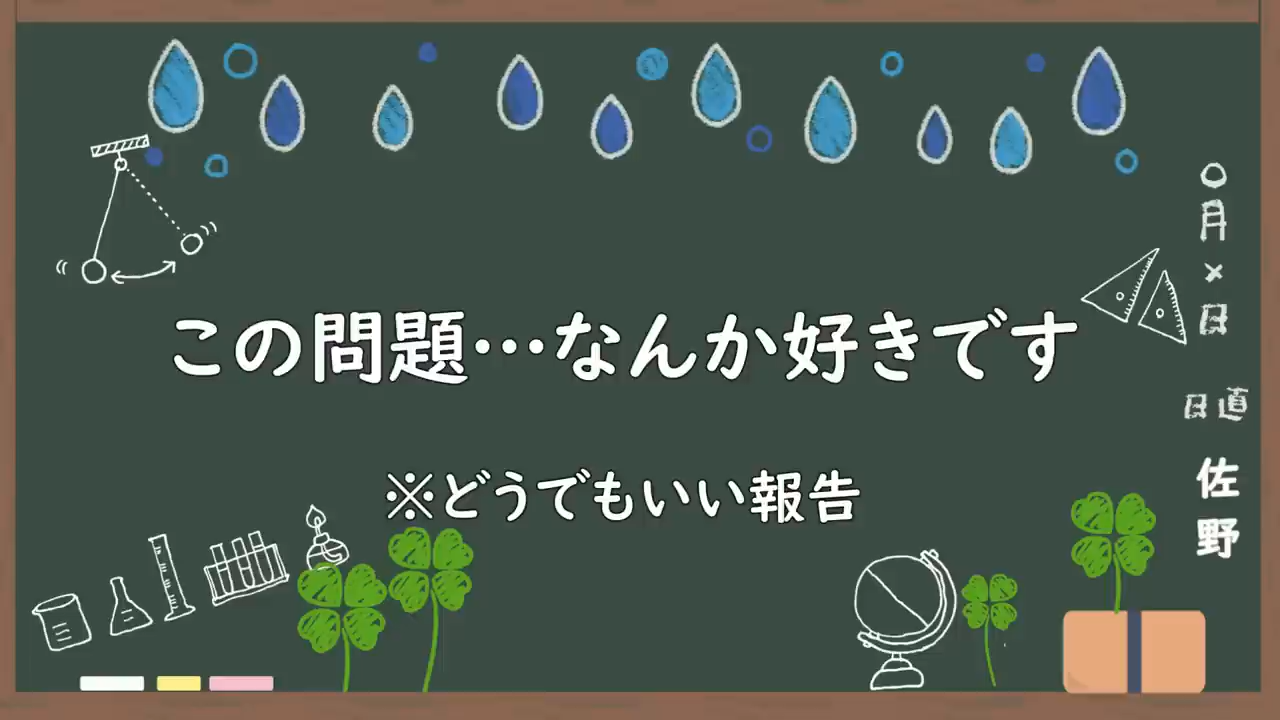 この問題…なんか好きです
※どうでもいい報告
〇月×日
日直
佐野